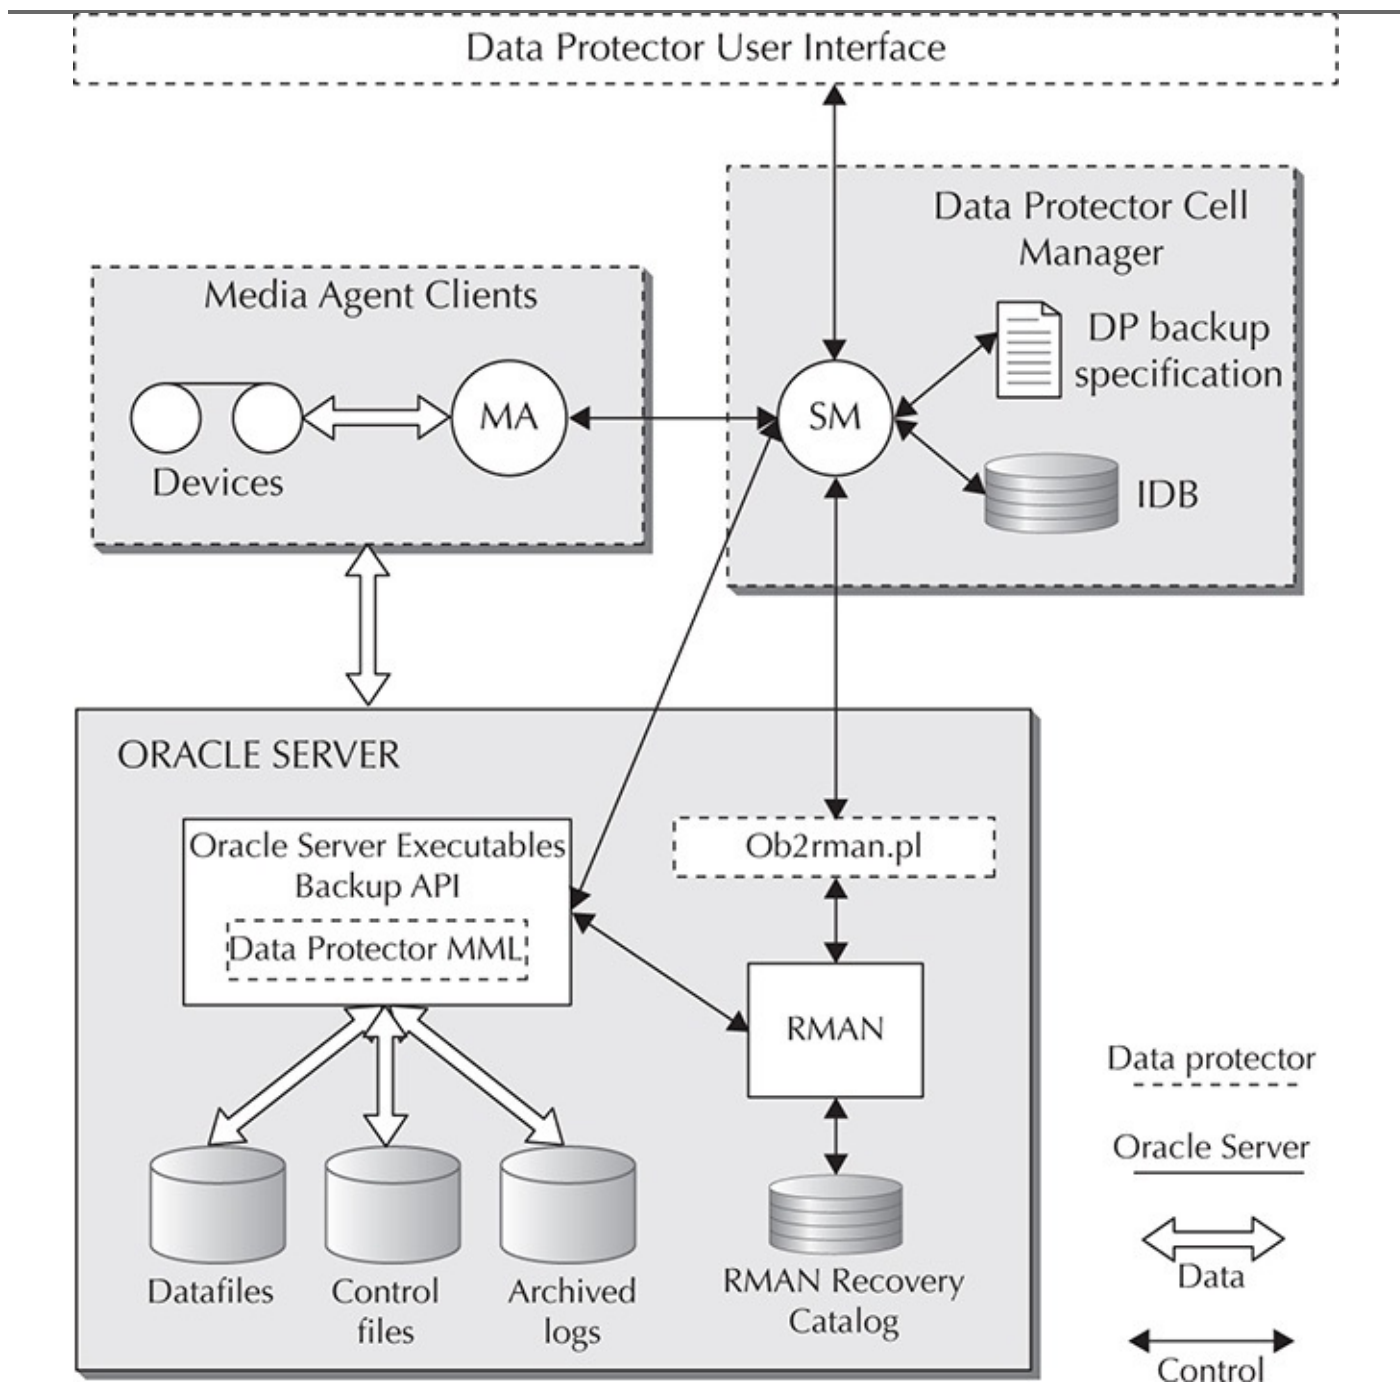 Data Protector User Interface
Data Protector Cell
Manager
Media Agent Clients
DP backup
specification
MA
SM
Devices
IDB
ORACLE SERVER
Oracle Server Executables
Backup API
Data Protector MML
Ob2rman.pl
RMAN
Datafiles
Control
files
Archived
logs
RMAN Recovery
Catalog
Data protector
Oracle Server
Data
Control